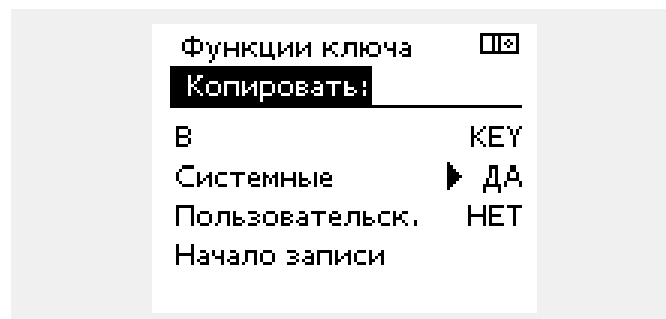 Функции ключа
Копировать:
В KEY
Системные ДА
Пользовательск. НЕТ
Начало записи